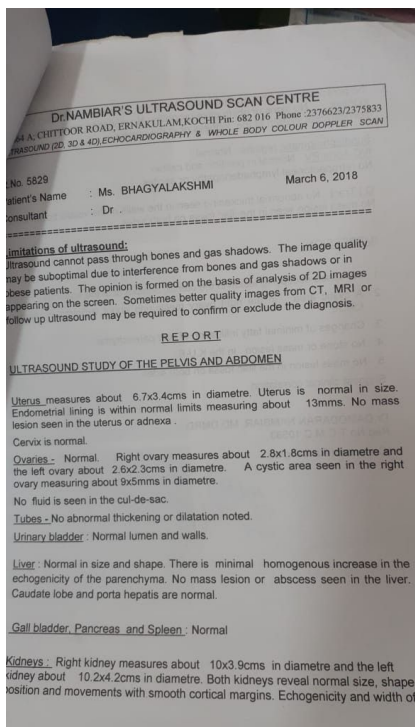 Dr.NAMBIAR'S ULTRASOUND SCAN CENTRE
64 A, CHITTOOR ROAD, ERNAKULAM,KOCHI Pin: 682 016 Phone :2376623/2375833
ULTRASOUND (2D, 3D & 4D),ECHOCARDIOGRAPHY & WHOLE BODY COLOUR DOPPLER SCAN
No. 5829 March 6, 2018
Patient's Name : Ms. BHAGYALAKSHMI
Consultant : Dr .
Limitations of ultrasound:
Ultrasound cannot pass through bones and gas shadows. The image quality
may be suboptimal due to interference from bones and gas shadows or in
obese patients. The opinion is formed on the basis of analysis of 2D images
appearing on the screen. Sometimes better quality images from CT, MRI or
follow up ultrasound may be required to confirm or exclude the diagnosis.
REPORT
ULTRASOUND STUDY OF THE PELVIS AND ABDOMEN
Uterus measures about 6.7x3.4cms in diametre. Uterus is normal in size.
Endometrial lining is within normal limits measuring about 13mms. No mass
lesion seen in the uterus or adnexa .
Cervix is normal.
Ovaries - Normal. Right ovary measures about 2.8x1.8cms in diametre and
the left ovary about 2.6x2.3cms in diametre. A cystic area seen in the right
ovary measuring about 9x5mms in diametre.
No fluid is seen in the cul-de-sac.
Tubes - No abnormal thickening or dilatation noted.
Urinary bladder : Normal lumen and walls.
Liver : Normal in size and shape. There is minimal homogenous increase in the
echogenicity of the parenchyma. No mass lesion or abscess seen in the liver.
Caudate lobe and porta hepatis are normal.
Gall bladder, Pancreas and Spleen : Normal
Kidneys : Right kidney measures about 10x3.9cms in diametre and the left
kidney about 10.2x4.2cms in diametre. Both kidneys reveal normal size, shape
position and movements with smooth cortical margins. Echogenicity and width of